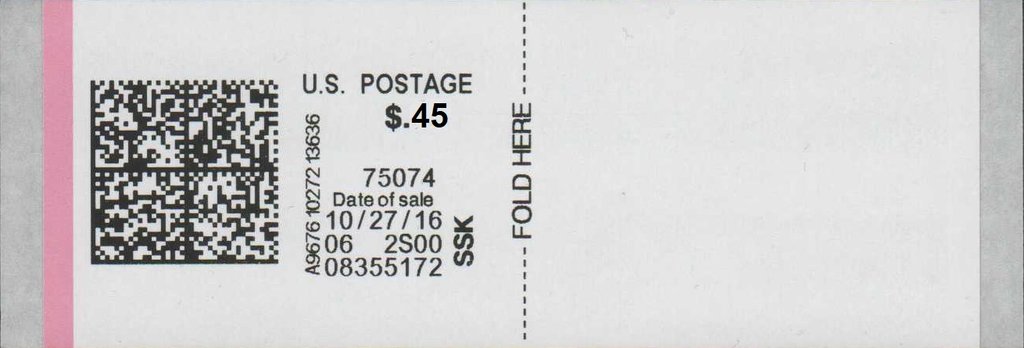 U.S. POSTAGE
$.45
A9676 10272 13636
75074
Date of sale
10/27/16
06 2S00
08355172
SSK
FOLD HERE